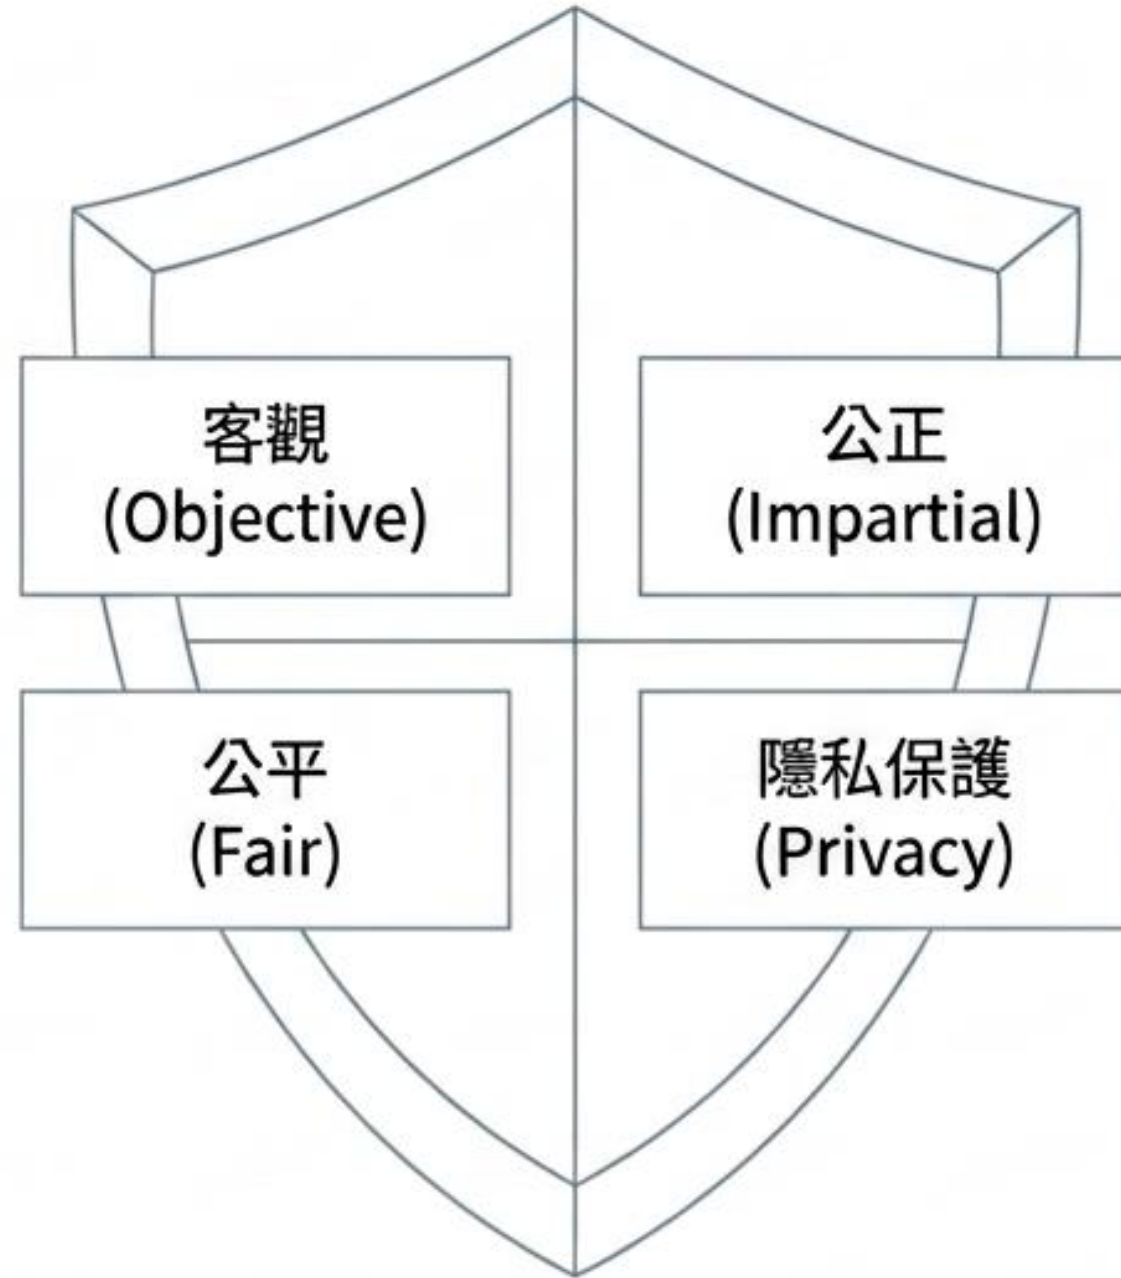 客觀
(Objective)
公正
(Impartial)
公平
(Fair)
隱私保護
(Privacy)